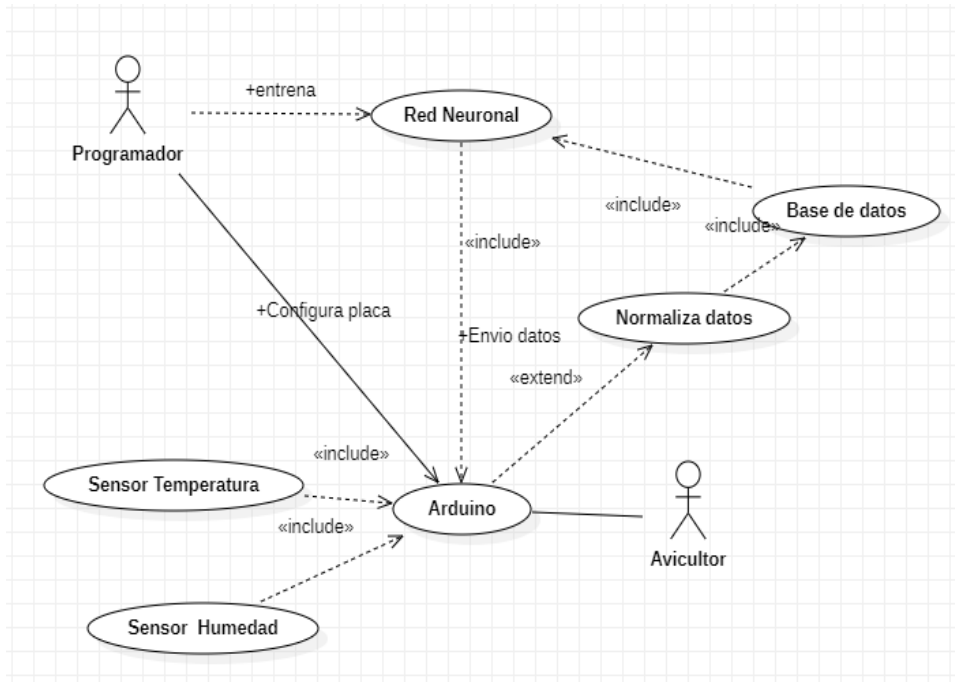 +entrena
Red Neuronal
Programador
«include»
Base de datos
«include»
«include»
+Configura placa
Normaliza datos
+Envio datos
«extend»
«include»
Sensor Temperatura
Arduino
«include»
Avicultor
Sensor Humedad